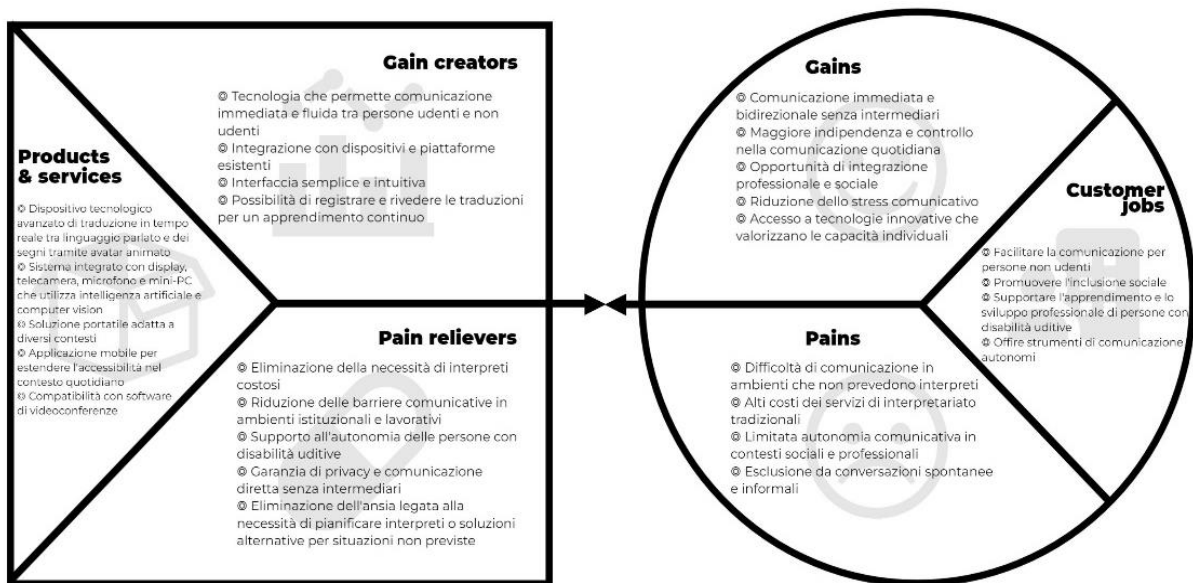 Gain creators
◎ Tecnologia che permette comunicazione
immediata e fluida tra persone udenti e non
udenti
◎ Integrazione con dispositivi e piattaforme
esistenti
◎ Interfaccia semplice e intuitiva
◎ Possibilità di registrare e rivedere le traduzioni
per un apprendimento continuo
Products
& services
◎ Dispositivo tecnologico
avanzato di traduzione in tempo
reale tra linguaggio parlato e dei
segni tramite avatar animato
◎ Sistema integrato con display,
telecamera, microfono e mini-PC
che utilizza intelligenza artificiale e
computer vision
◎ Soluzione portatile adatta a
diversi contesti
◎ Applicazione mobile per
estendere l'accessibilità nel
contesto quotidiano
◎ Compatibilità con software
di videoconferenze
Pain relievers
◎ Eliminazione della necessità di interpreti
costosi
◎ Riduzione delle barriere comunicative in
ambienti istituzionali e lavorativi
◎ Supporto all'autonomia delle persone con
disabilità uditive
◎ Garanzia di privacy e comunicazione
diretta senza intermediari
◎ Eliminazione dell'ansia legata alla
necessità di pianificare interpreti o soluzioni
alternative per situazioni non previste
Gains
◎ Comunicazione immediata e
bidirezionale senza intermediari
◎ Maggiore indipendenza e controllo
nella comunicazione quotidiana
◎ Opportunità di integrazione
professionale e sociale
◎ Riduzione dello stress comunicativo
◎ Accesso a tecnologie innovative che
valorizzano le capacità individuali
Customer
jobs
◎ Facilitare la comunicazione per
persone non udenti
◎ Promuovere l'inclusione sociale
◎ Supportare l'apprendimento e lo
sviluppo professionale di persone con
disabilità uditive
◎ Offire strumenti di comunicazione
autonomi
Pains
◎ Difficoltà di comunicazione in
ambienti che non prevedono interpreti
◎ Alti costi dei servizi di interpretariato
tradizionali
◎ Limitata autonomia comunicativa in
contesti sociali e professionali
◎ Esclusione da conversazioni spontanee
e informali